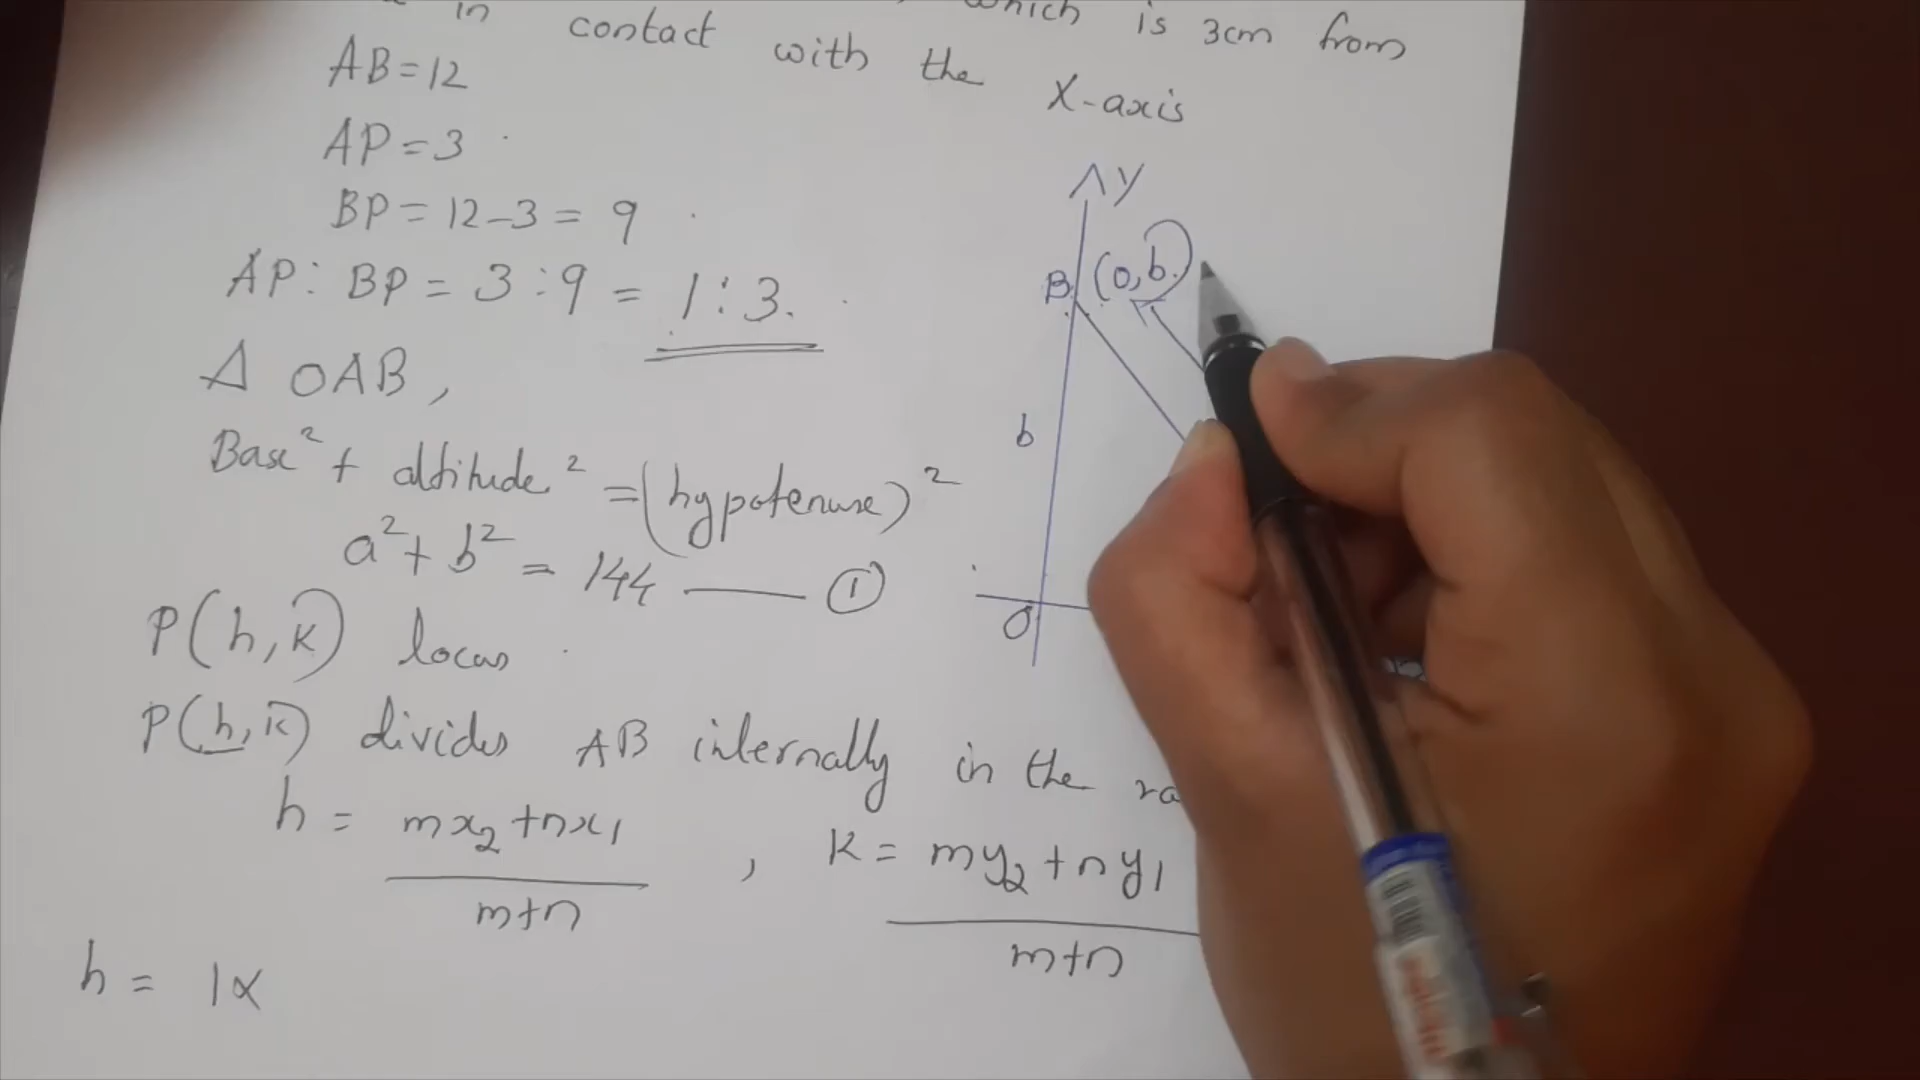 in contact with the which is 3cm from
X-axis
AB=12
AP=3
BP=12-3=9
AP:BP=3:9=1:3.
Δ OAB,
Base²+ altitude²=(hypotenuse)²
a²+b²=144 —— ①
P(h,k) locus
P(h,k) divides AB internally in the
h= mx₂+nx₁
m+n
, k= my₂+ny₁
m+n
h= 1×
Y
B (0,b)
b
O